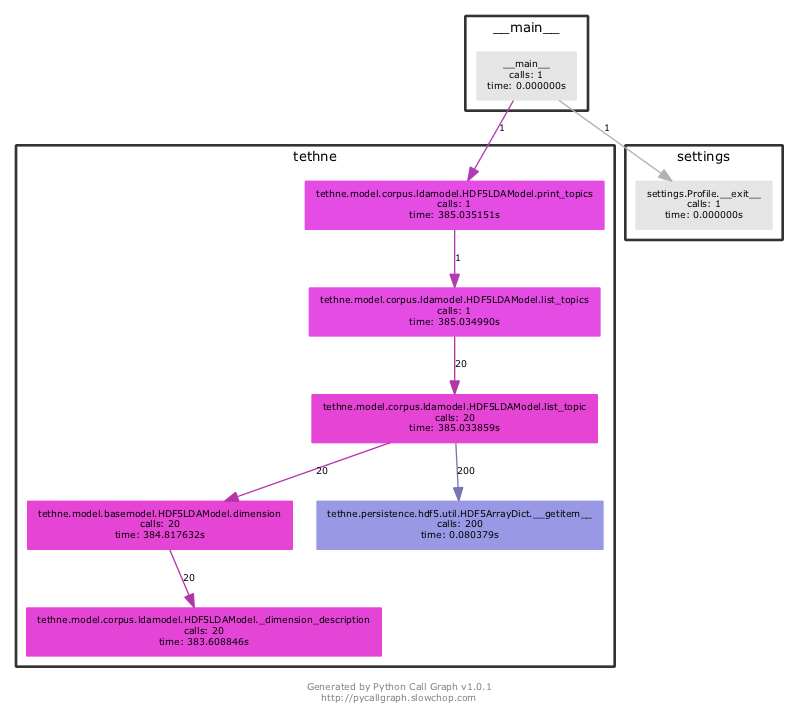 __main__
__main__
calls: 1
time: 0.000000s
1
1
tethne
settings
tethne.model.corpus.ldamodel.HDF5LDAModel.print_topics
calls: 1
time: 385.035151s
settings.Profile.__exit__
calls: 1
time: 0.000000s
1
tethne.model.corpus.ldamodel.HDF5LDAModel.list_topics
calls: 1
time: 385.034990s
20
tethne.model.corpus.ldamodel.HDF5LDAModel.list_topic
calls: 20
time: 385.033859s
20
200
tethne.model.basemodel.HDF5LDAModel.dimension
calls: 20
time: 384.817632s
tethne.persistence.hdf5.util.HDF5ArrayDict.__getitem__
calls: 200
time: 0.080379s
20
tethne.model.corpus.ldamodel.HDF5LDAModel._dimension_description
calls: 20
time: 383.608846s
Generated by Python Call Graph v1.0.1
http://pycallgraph.slowchop.com